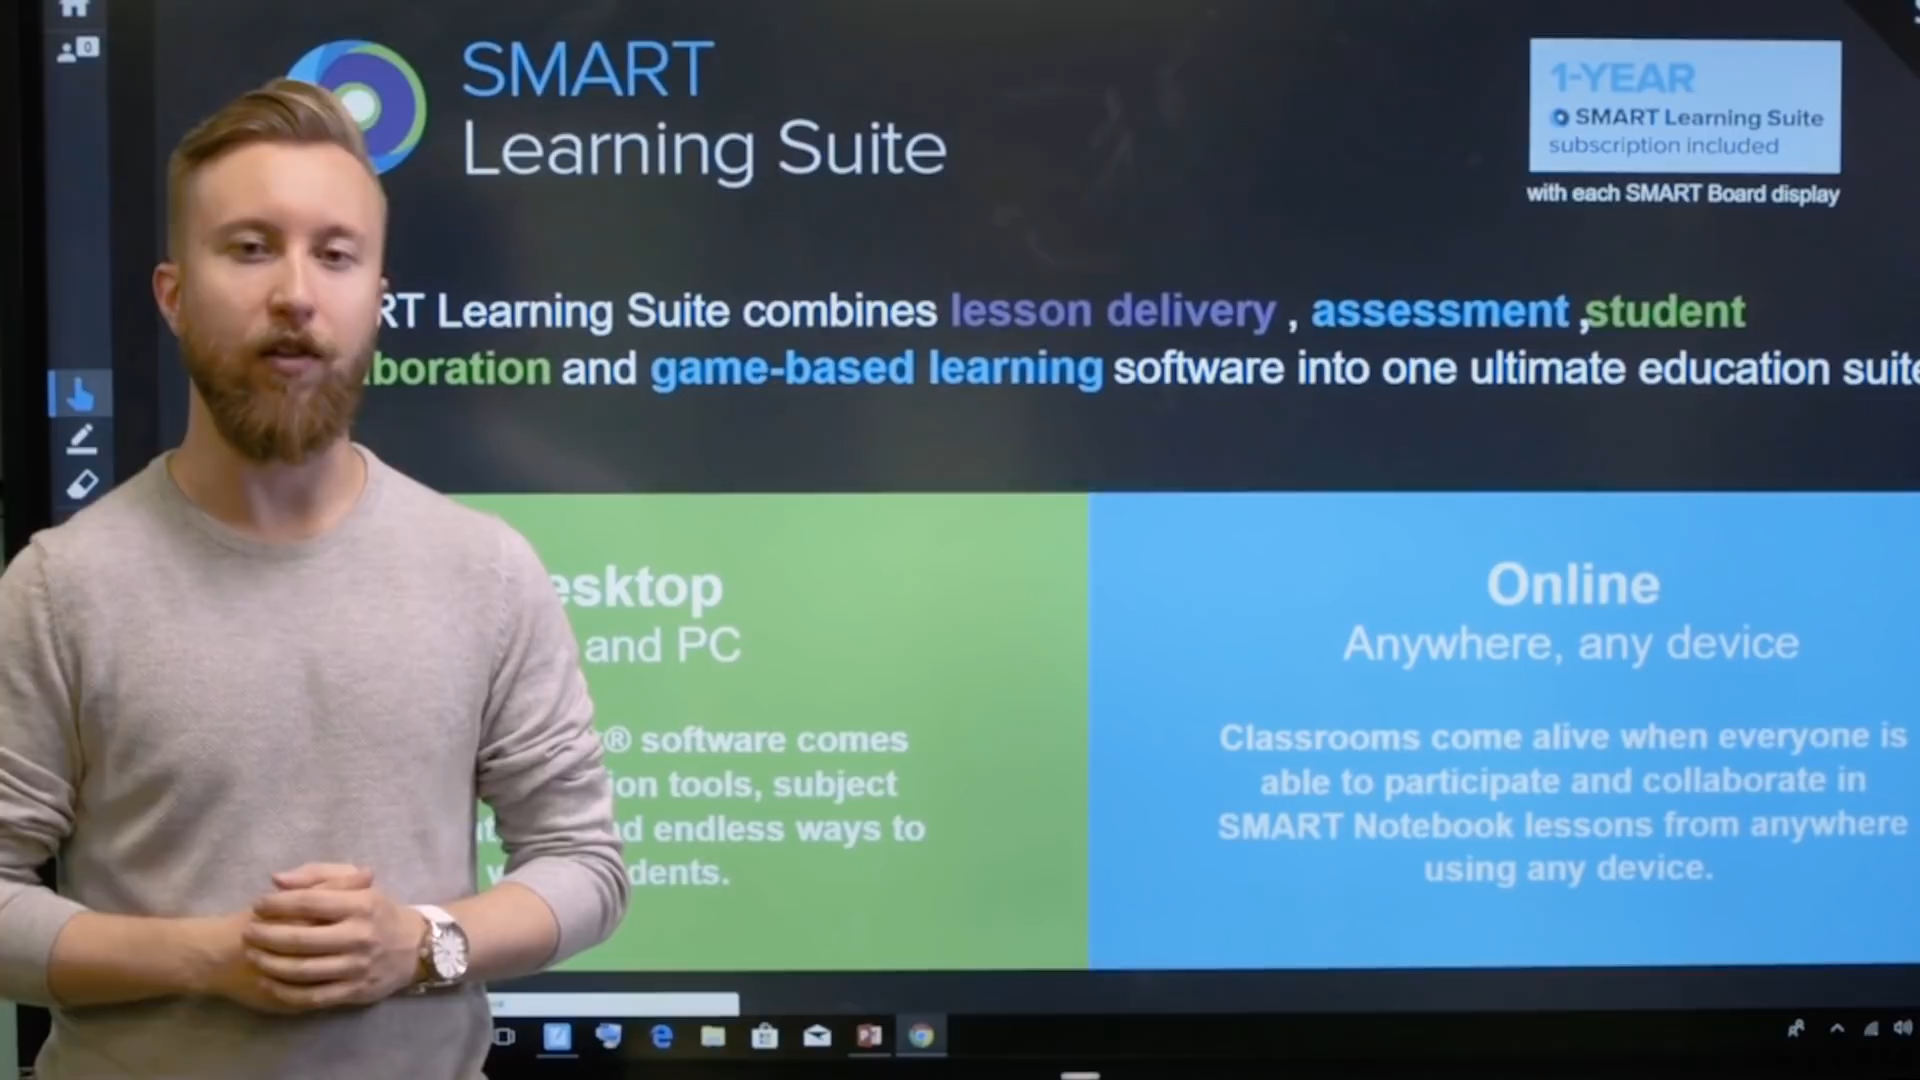 0
SMART
Learning Suite
1-YEAR
SMART Learning Suite
subscription included
with each SMART Board display
RT Learning Suite combines lesson delivery , assessment ,student
boration and game-based learning software into one ultimate education suite
esktop
and PC
® software comes
ion tools, subject
nd endless ways to
dents.
Online
Anywhere, any device
Classrooms come alive when everyone is
able to participate and collaborate in
SMART Notebook lessons from anywhere
using any device.